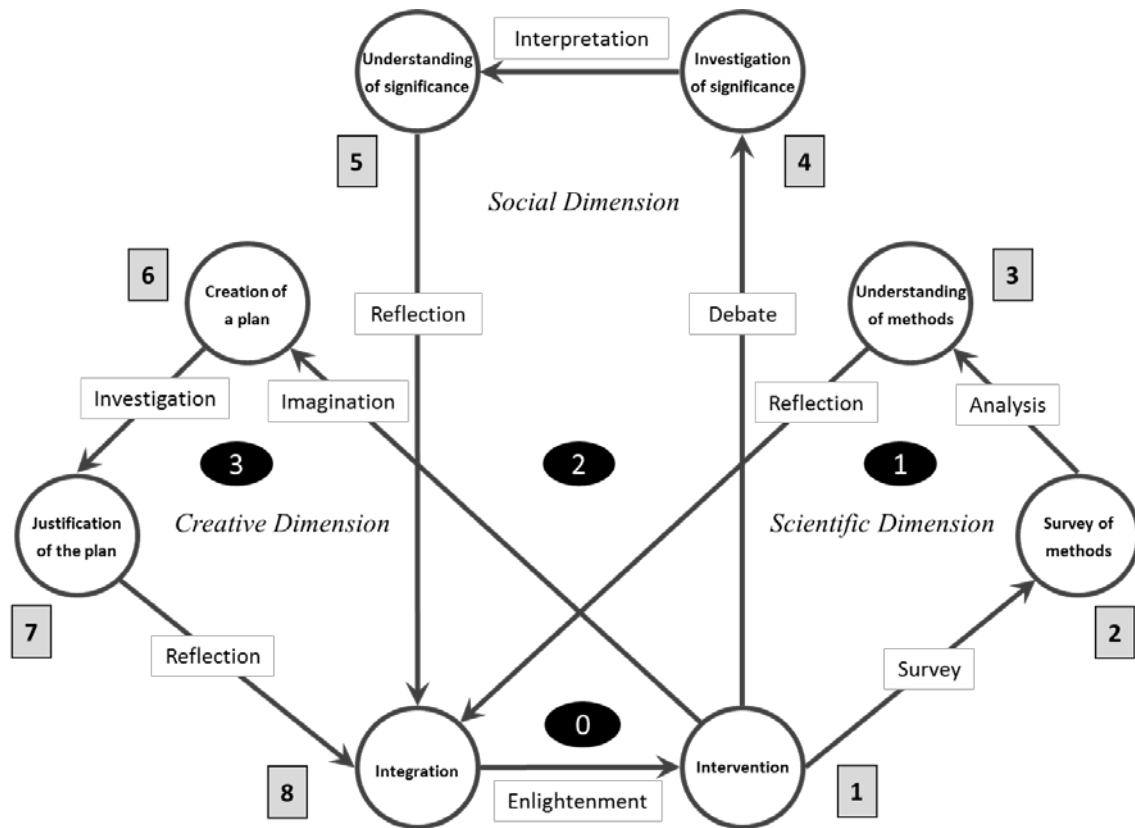 Interpretation
Understanding
of significance
Investigation
of significance
5
4
Social Dimension
6
3
Creation of
a plan
Understanding
of methods
Reflection
Debate
Investigation
Imagination
Reflection
Analysis
3
2
1
Creative Dimension
Scientific Dimension
Justification
of the plan
Survey of
methods
7
2
Reflection
Survey
0
Integration
Intervention
8
1
Enlightenment